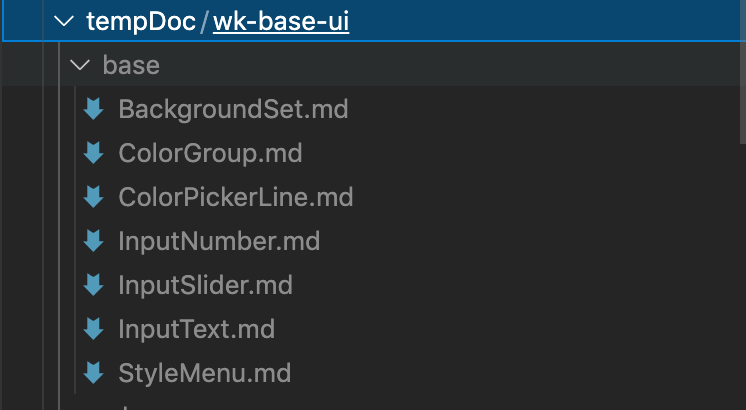 tempDoc / wk-base-ui
base
BackgroundSet.md
ColorGroup.md
ColorPickerLine.md
InputNumber.md
InputSlider.md
InputText.md
StyleMenu.md